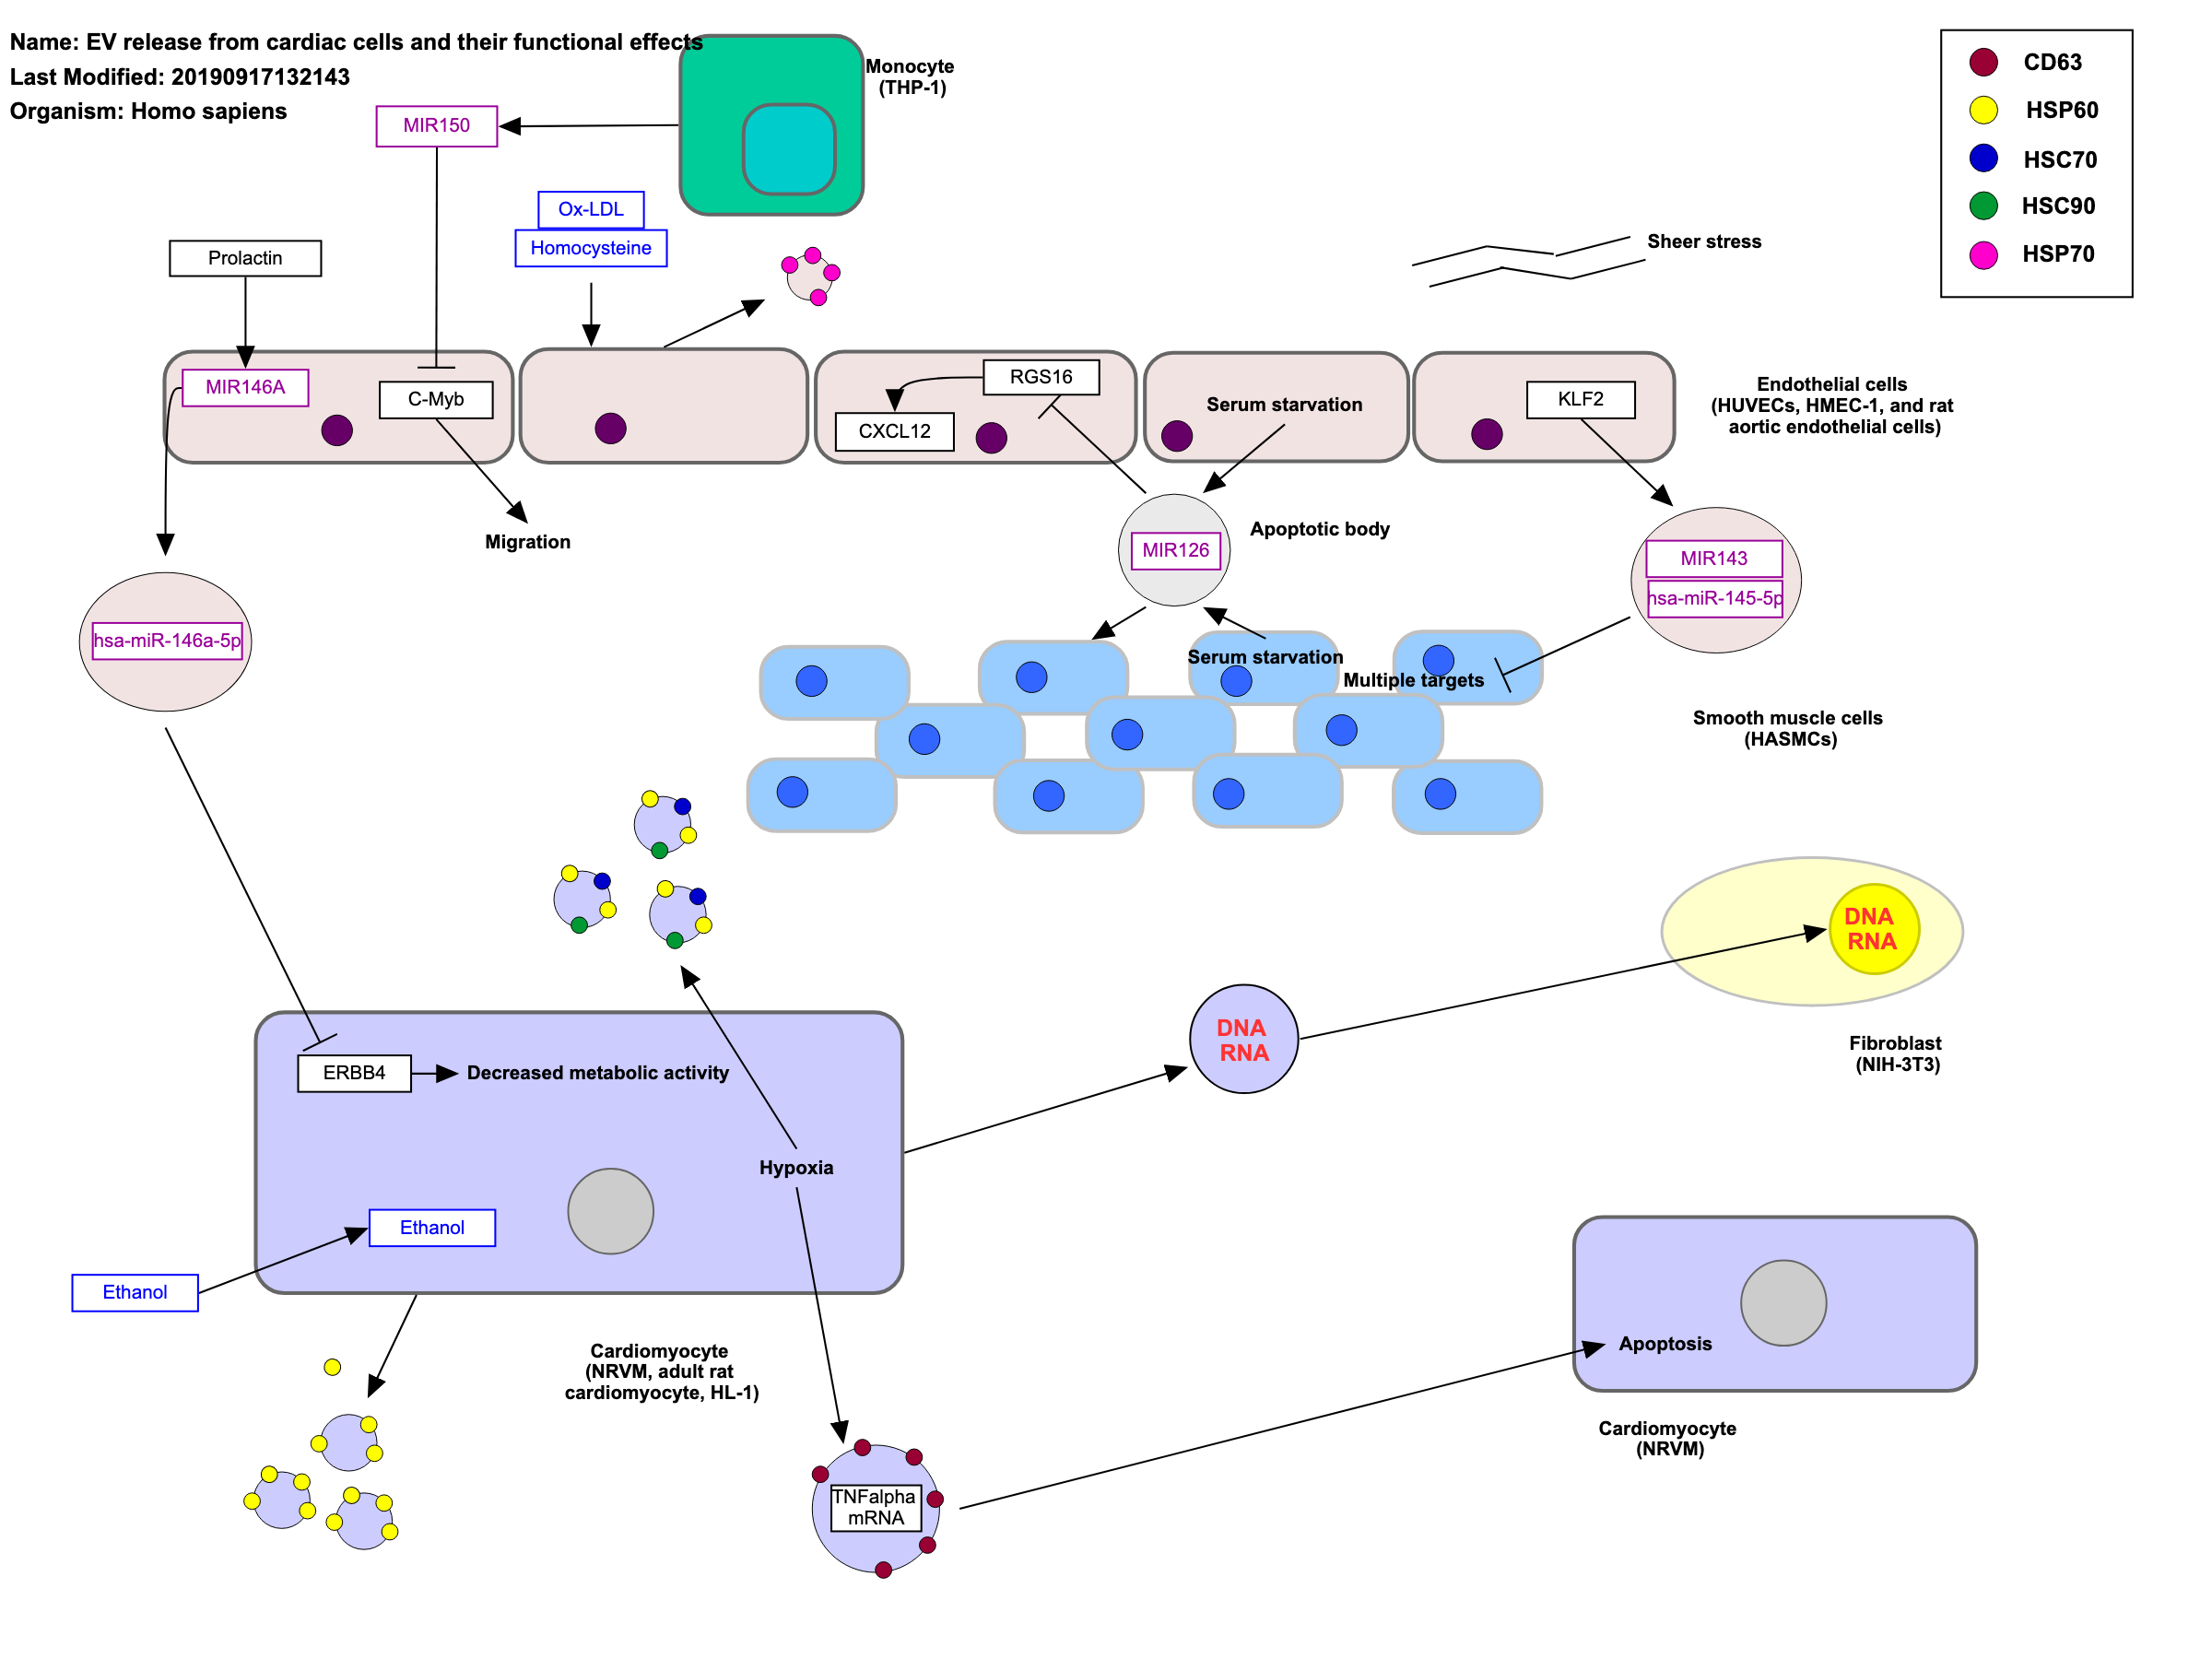 Name: EV release from cardiac cells and their functional effects
Last Modified: 20190917132143
Organism: Homo sapiens
Monocyte
(THP-1)
CD63
HSP60
HSC70
HSC90
HSP70
MIR150
Ox-LDL
Homocysteine
Prolactin
Sheer stress
MIR146A
C-Myb
RGS16
CXCL12
Serum starvation
KLF2
Endothelial cells
(HUVECs, HMEC-1, and rat
aortic endothelial cells)
Migration
Apoptotic body
MIR126
MIR143
hsa-miR-145-5p
hsa-miR-146a-5p
Serum starvation
Multiple targets
Smooth muscle cells
(HASMCs)
DNA
RNA
DNA
RNA
Fibroblast
(NIH-3T3)
ERBB4
Decreased metabolic activity
Hypoxia
Ethanol
Ethanol
Cardiomyocyte
(NRVM, adult rat
cardiomyocyte, HL-1)
Apoptosis
Cardiomyocyte
(NRVM)
TNFalpha
mRNA